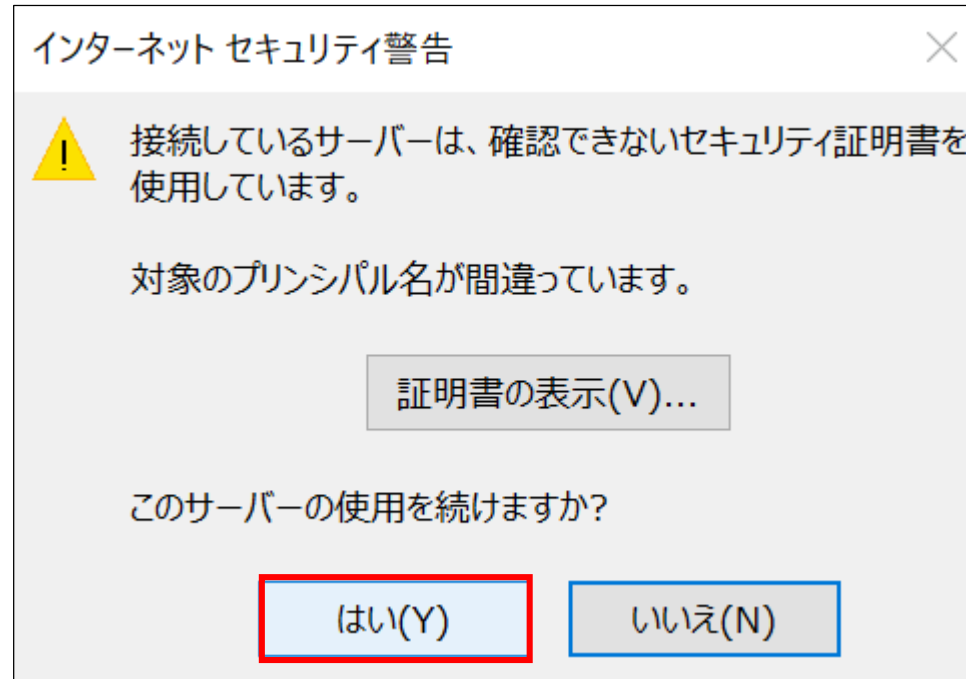 インターネット セキュリティ警告
接続しているサーバーは、確認できないセキュリティ証明書を
使用しています。
対象のプリンシパル名が間違っています。
証明書の表示(V)...
このサーバーの使用を続けますか?
はい(Y)
いいえ(N)